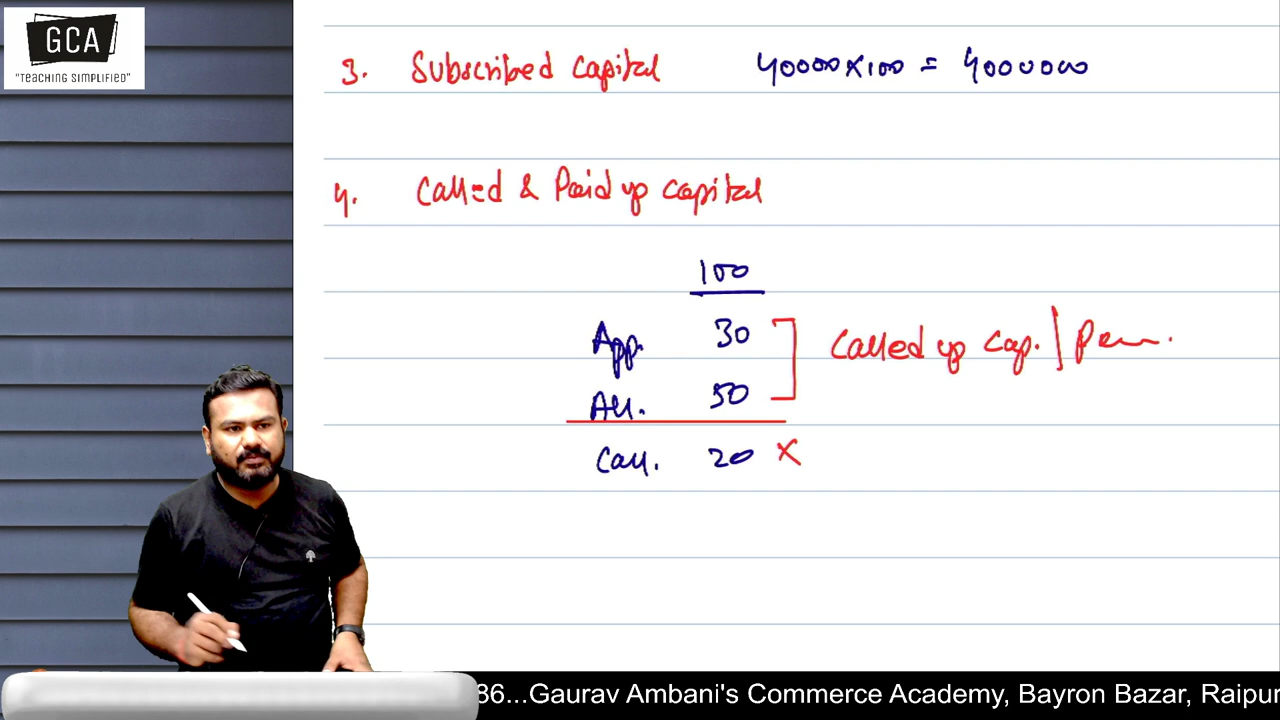 GCA
"TEACHING SIMPLIFIED"
3. Subscribed Capital 40000×100 = 4000000
4. Called & Paid up Capital
100
App. 30
Called up Cap. |
All. 50
Call. 20 ×
86...Gaurav Ambani's Commerce Academy, Bayron Bazar, Raipur